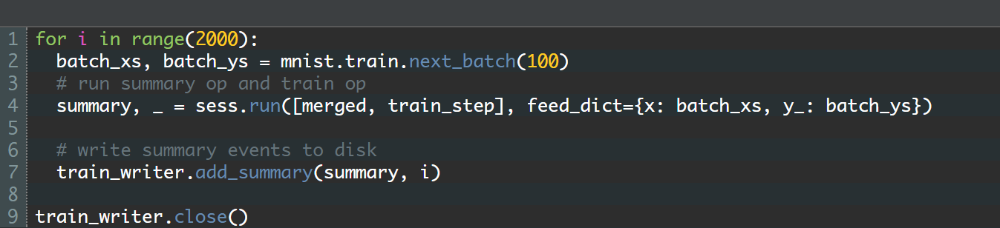 1 for i in range(2000):
2   batch_xs, batch_ys = mnist.train.next_batch(100)
3   # run summary op and train op
4   summary, _ = sess.run([merged, train_step], feed_dict={x: batch_xs, y_: batch_ys})
5
6   # write summary events to disk
7   train_writer.add_summary(summary, i)
8
9 train_writer.close()